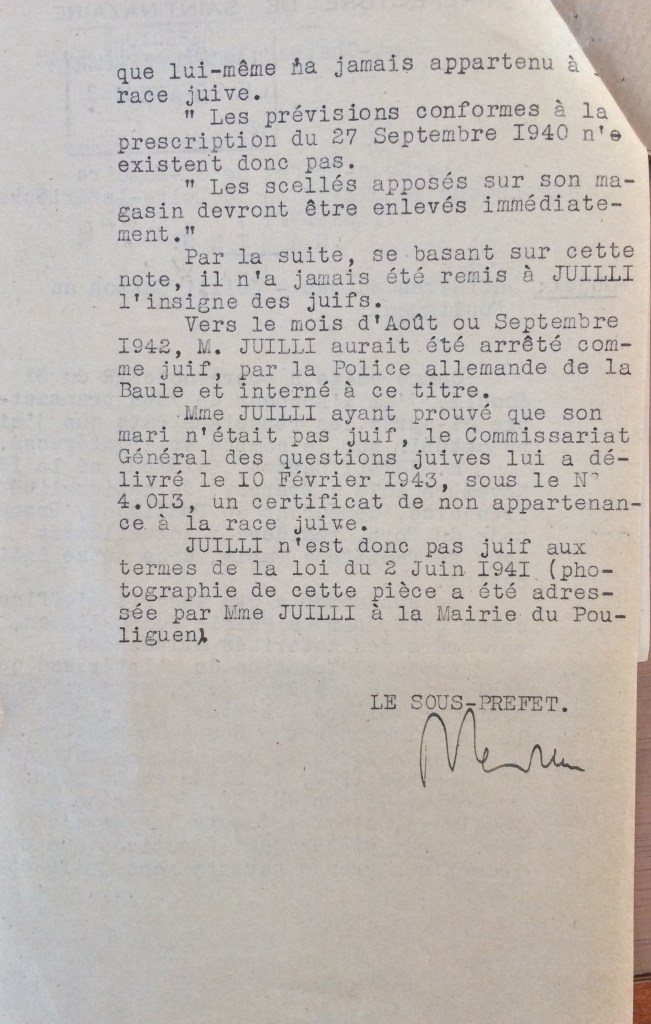 que lui-même na jamais appartenu à
race juive.
" Les prévisions conformes à la
prescription du 27 Septembre I940 n'e
existent donc pas.
" Les scellés apposés sur son ma-
gasin devront être enlevés immédiate-
ment."
Par la suite, se basant sur cette
note, il n'a jamais été remis à JUILLI
l'insigne des juifs.
Vers le mois d'Août ou Septembre
I942, M. JUILLI aurait été arrêté com-
me juif, par la Police allemande de la
Baule et interné à ce titre.
Mme JUILLI ayant prouvé que son
mari n'était pas juif, le Commissariat
Général des questions juives lui a dé-
livré le I0 Février I943, sous le N°
4.0I3, un certificat de non appartenan-
ce à la race juive.
JUILLI n'est donc pas juif aux
termes de la loi du 2 Juin I94I (pho-
tographie de cette pièce a été adres-
sée par Mme JUILLI à la Mairie du Pou-
liguen).
LE SOUS-PREFET.